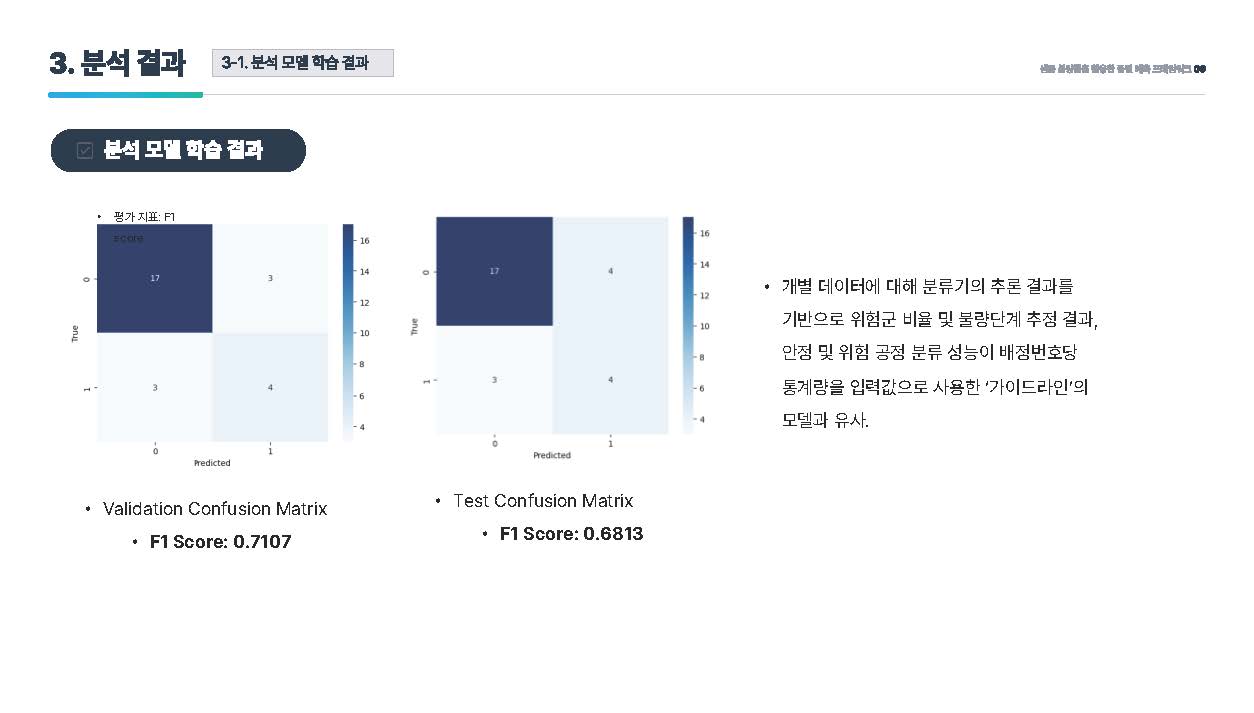 3. 분석 결과
3-1. 분석 모델 학습 결과
09
분석 모델 학습 결과
• 평가 지표: F1
score
0
17
3
True
1
3
4
0
1
Predicted
16
14
12
10
8
6
4
• Validation Confusion Matrix
• F1 Score: 0.7107
0
17
4
True
1
3
4
0
1
Predicted
16
14
12
10
8
6
4
• Test Confusion Matrix
• F1 Score: 0.6813
• 개별 데이터에 대해 분류기의 추론 결과를
기반으로 위험군 비율 및 불량단계 추정 결과,
안정 및 위험 공정 분류 성능이 배정번호당
통계량을 입력값으로 사용한 ‘가이드라인’의
모델과 유사.